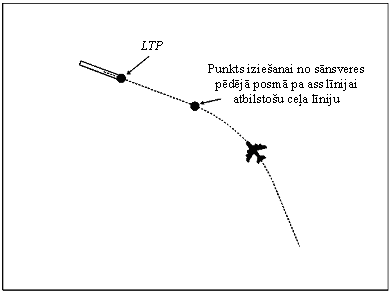 LTP
Punkts iziešanai no sānsveres
pēdējā posmā pa ass līnijai
atbilstošu ceļa līniju